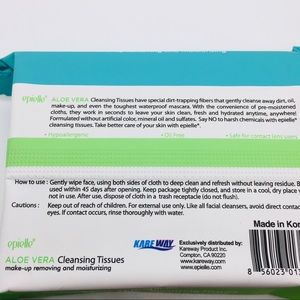 epielle®
ALOE VERA Cleansing Tissues have special dirt-trapping fibers that gently cleanse away dirt, oil,
make-up, and even the toughest waterproof mascara. With the convenience of pre-moistened
cloths, they work in seconds to leave your skin clean, fresh and hydrated anytime, anywhere!
Formulated without artificial color, mineral oil and sulfates. Say NO to harsh chemicals with epielle®
cleansing tissues. Take better care of your skin with epielle®.
• Hypoallergenic • Oil Free • Safe for contact lens users
How to use : Gently wipe face, using both sides of cloth to deep clean and refresh without leaving residue. B
used within 45 days after opening. Keep package tightly closed, and store in a cool, dry place
not in use. After use, dispose of cloth in a trash receptacle (do not flush).
Cautions : Keep out of reach of children. For external use only. Like all facial cleansers, avoid direct contact
eyes. If contact occurs, rinse thoroughly with water.
Made in Kor
epielle®
ALOE VERA Cleansing Tissues
make-up removing and moisturizing
KAREWAY
Exclusively distributed by:
Kareway Product Inc.
Compton, CA 90220
www.kareway.com
www.epielle.com
8 56023 013